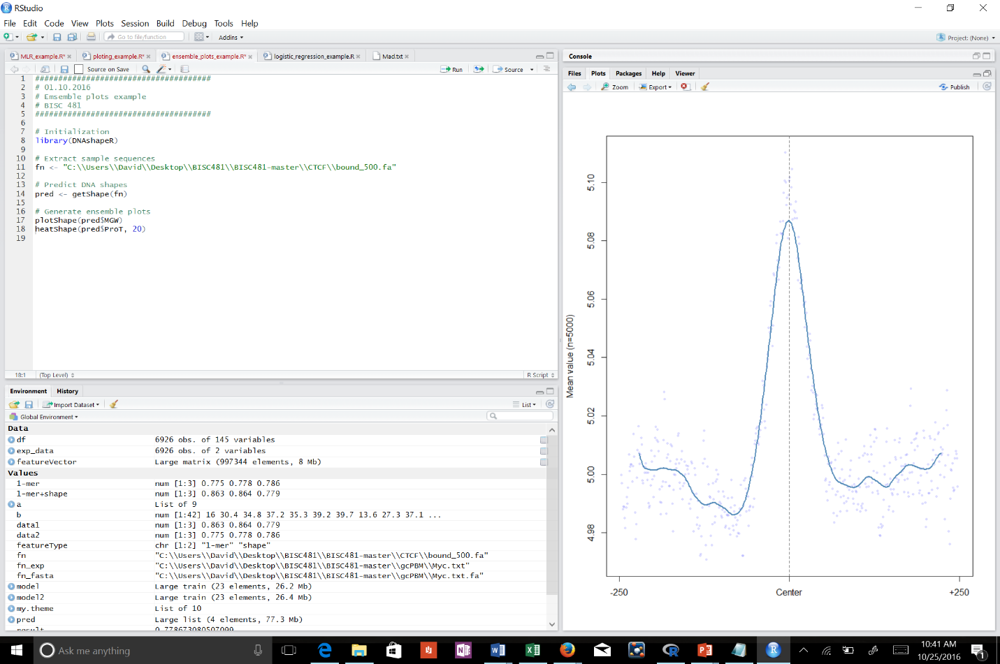 RStudio
File Edit Code View Plots Session Build Debug Tools Help
Go to file/function Addins Project: (None)
MLR_example.R* ploting_example.R* ensemble_plots_example.R* logistic_regression_example.R Mad.txt
Source on Save Run Source
1 ######################################
2 # 01.10.2016
3 # Emsemble plots example
4 # BISC 481
5 ######################################
6
7 # Initialization
8 library(DNAshapeR)
9
10 # Extract sample sequences
11 fn <- "C:\\Users\\David\\Desktop\\BISC481\\BISC481-master\\CTCF\\bound_500.fa"
12
13 # Predict DNA shapes
14 pred <- getShape(fn)
15
16 # Generate ensemble plots
17 plotShape(pred$MGW)
18 heatShape(pred$ProT, 20)
19
18:1 (Top Level) R Script
Environment History
Import Dataset List
Global Environment
Data
df 6926 obs. of 145 variables
exp_data 6926 obs. of 2 variables
featureVector Large matrix (997344 elements, 8 Mb)
Values
1-mer num [1:3] 0.775 0.778 0.786
1-mer+shape num [1:3] 0.863 0.864 0.779
a List of 9
b num [1:42] 16 30.4 34.8 37.2 35.3 39.2 39.7 13.6 27.3 37.1 ...
data1 num [1:3] 0.863 0.864 0.779
data2 num [1:3] 0.775 0.778 0.786
featureType chr [1:2] "1-mer" "shape"
fn "C:\\Users\\David\\Desktop\\BISC481\\BISC481-master\\CTCF\\bound_500.fa"
fn_exp "C:\\Users\\David\\Desktop\\BISC481\\BISC481-master\\gcPBM\\Myc.txt"
fn_fasta "C:\\Users\\David\\Desktop\\BISC481\\BISC481-master\\gcPBM\\Myc.txt.fa"
model Large train (23 elements, 26.2 Mb)
model2 Large train (23 elements, 26.4 Mb)
my.theme List of 10
pred Large list (4 elements, 77.3 Mb)
result 0.778673080507099
Console
Files Plots Packages Help Viewer
Zoom Export Publish
5.10
5.08
5.06
5.04
5.02
5.00
4.98
Mean value (n=5000)
-250 Center +250
Ask me anything
10:41 AM
10/25/2016
1